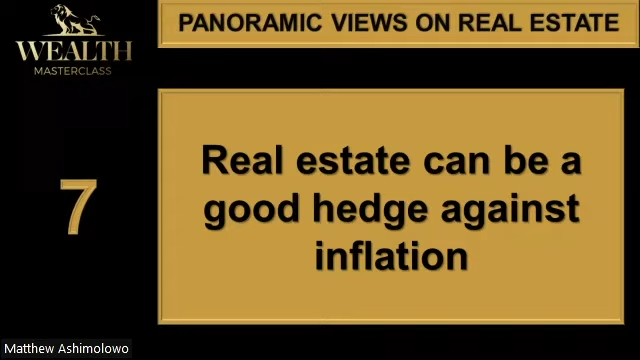 WEALTH
MASTERCLASS
PANORAMIC VIEWS ON REAL ESTATE
7
Real estate can be a
good hedge against
inflation
Matthew Ashimolowo